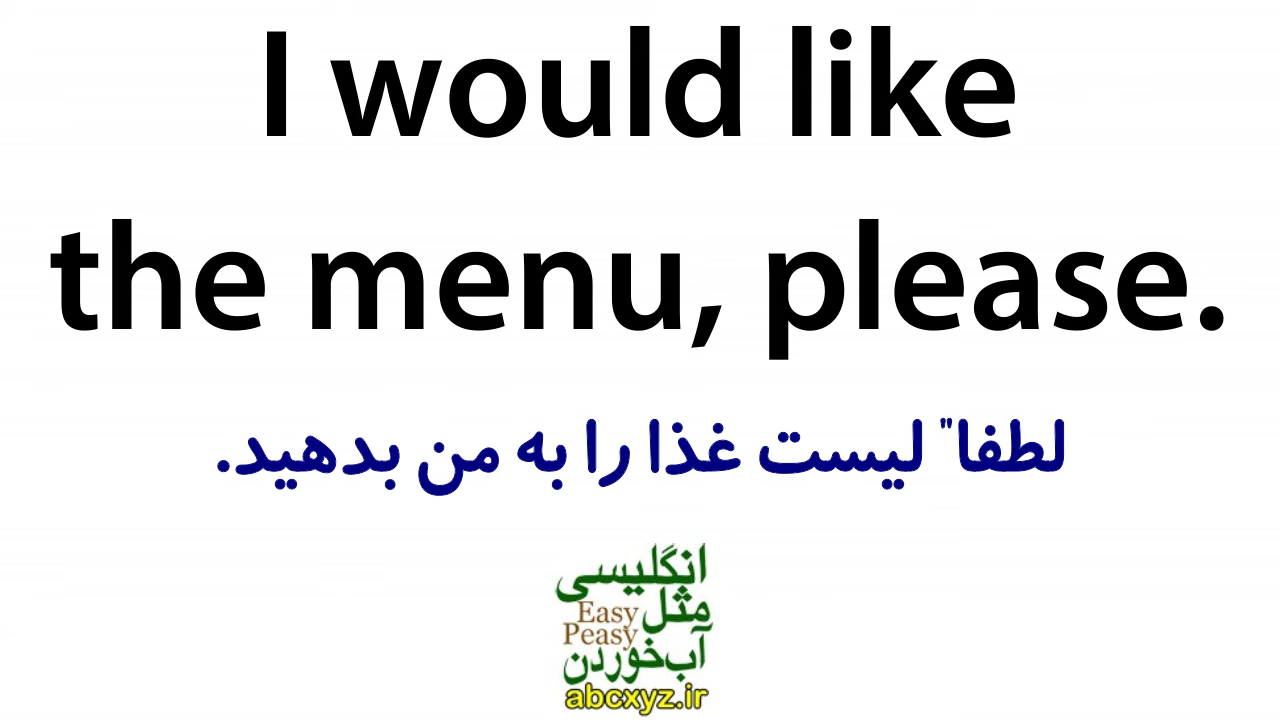 I would like
the menu, please.
لطفا" لیست غذا را به من بدهید.
انگلیسی
مثل
Easy
Peasy
آب‌خوردن
abcxyz.ir